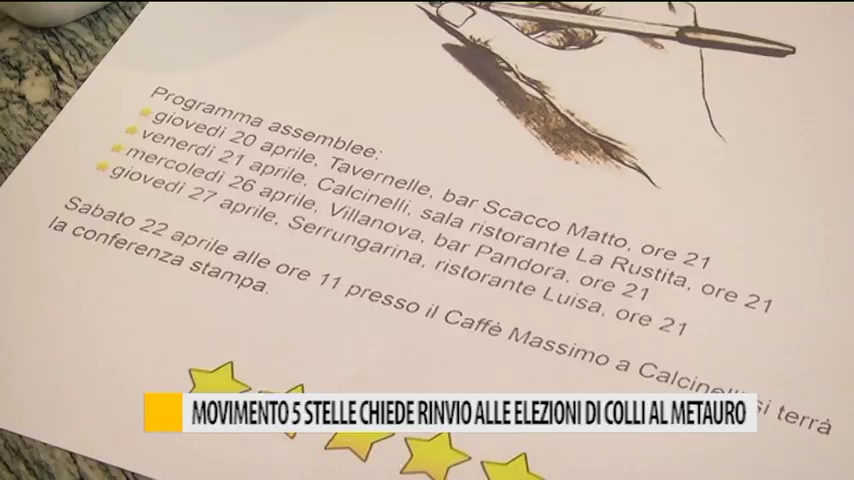 Programma assemblee:
giovedì 20 aprile, Tavernelle, bar Scacco Matto, ore 21
venerdì 21 aprile, Calcinelli, sala ristorante La Rustita, ore 21
mercoledì 26 aprile, Villanova, bar Pandora, ore 21
giovedì 27 aprile, Serrungarina, ristorante Luisa, ore 21
Sabato 22 aprile alle ore 11 presso il Caffè Massimo a Calcinelli si terrà
la conferenza stampa.
MOVIMENTO 5 STELLE CHIEDE RINVIO ALLE ELEZIONI DI COLLI AL METAURO